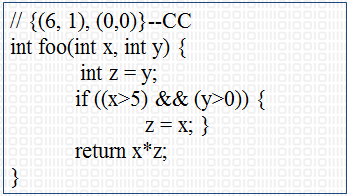 // {(6, 1), (0,0)}--CC
int foo(int x, int y) {
int z = y;
if ((x>5) && (y>0)) {
z = x; }
return x*z;
}